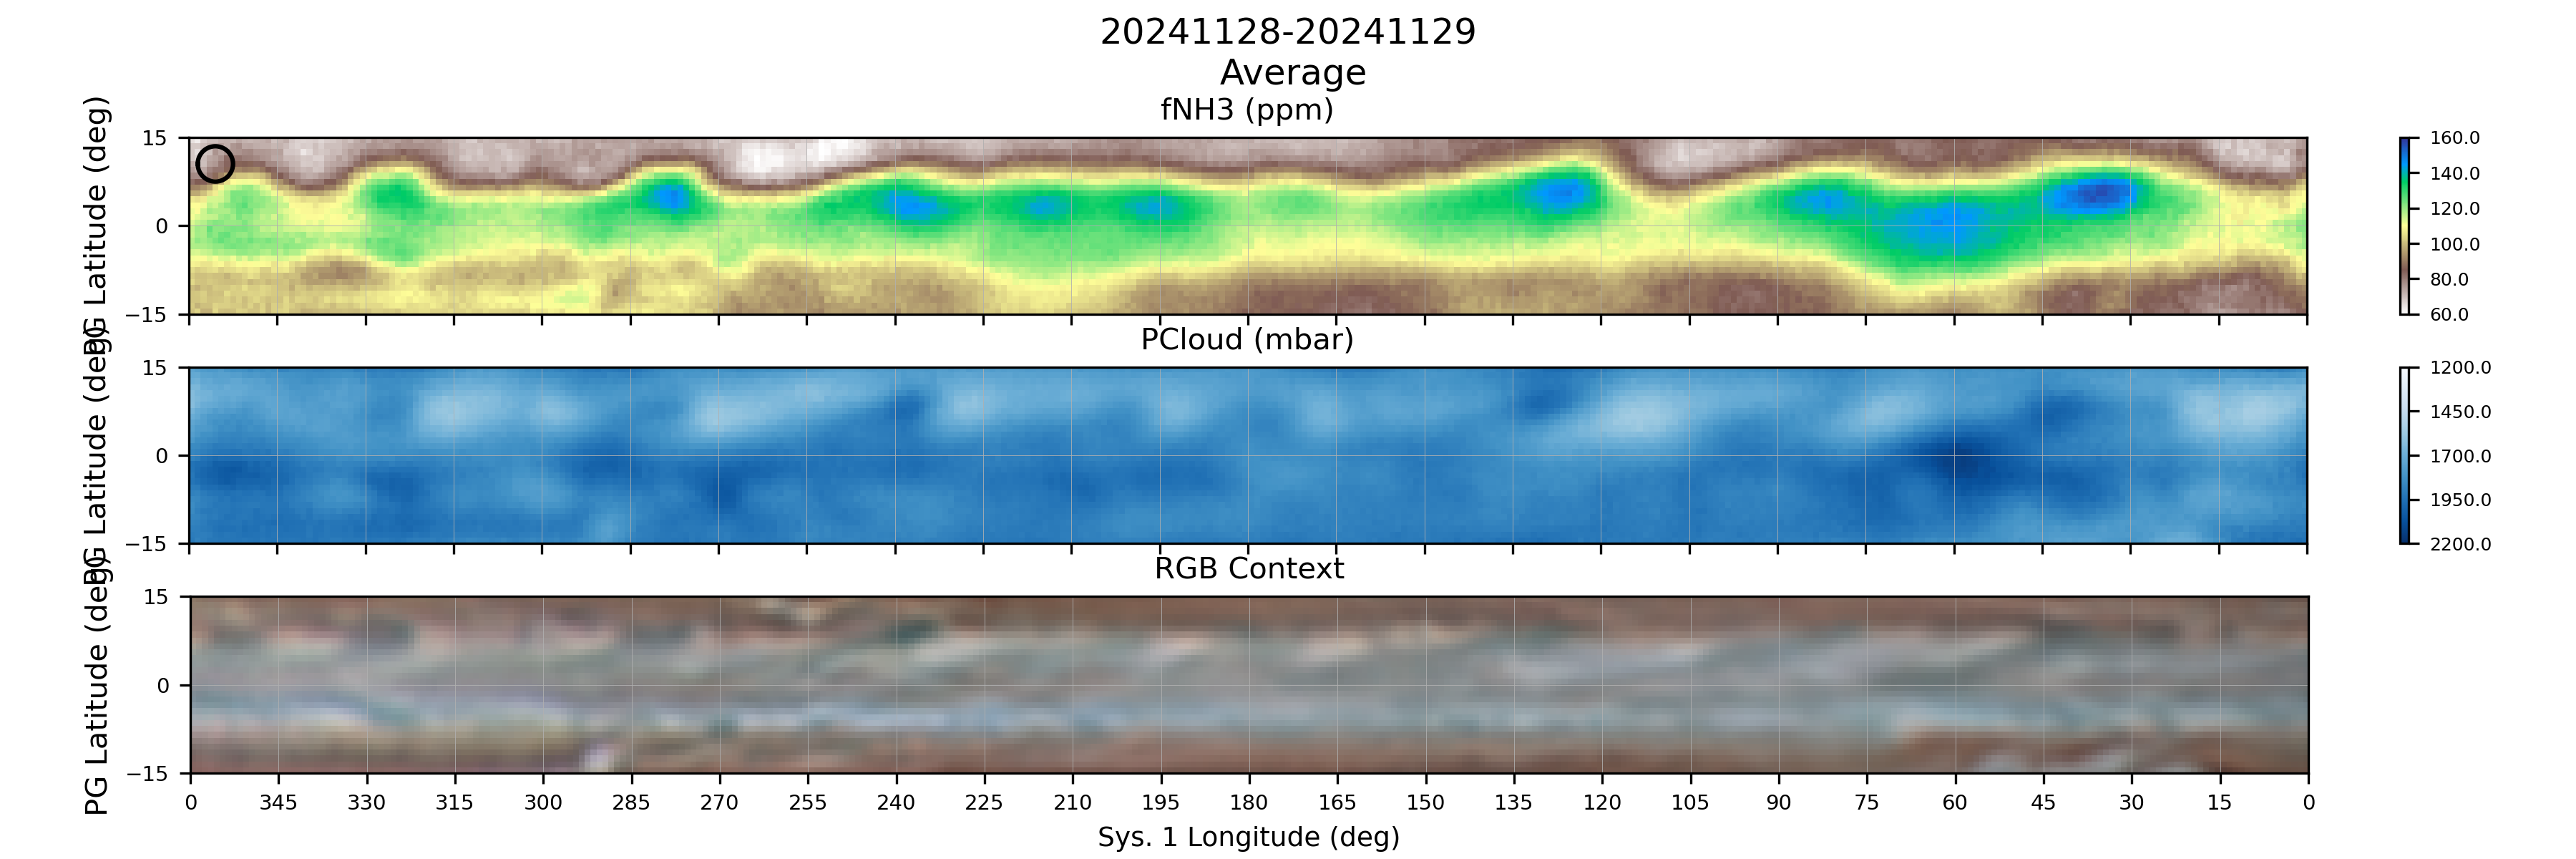 20241128-20241129
Average
fNH3 (ppm)
PG Latitude (deg)
15
0
−15
160.0
140.0
120.0
100.0
80.0
60.0
PCloud (mbar)
PG Latitude (deg)
15
0
−15
1200.0
1450.0
1700.0
1950.0
2200.0
RGB Context
PG Latitude (deg)
15
0
−15
0 345 330 315 300 285 270 255 240 225 210 195 180 165 150 135 120 105 90 75 60 45 30 15 0
Sys. 1 Longitude (deg)